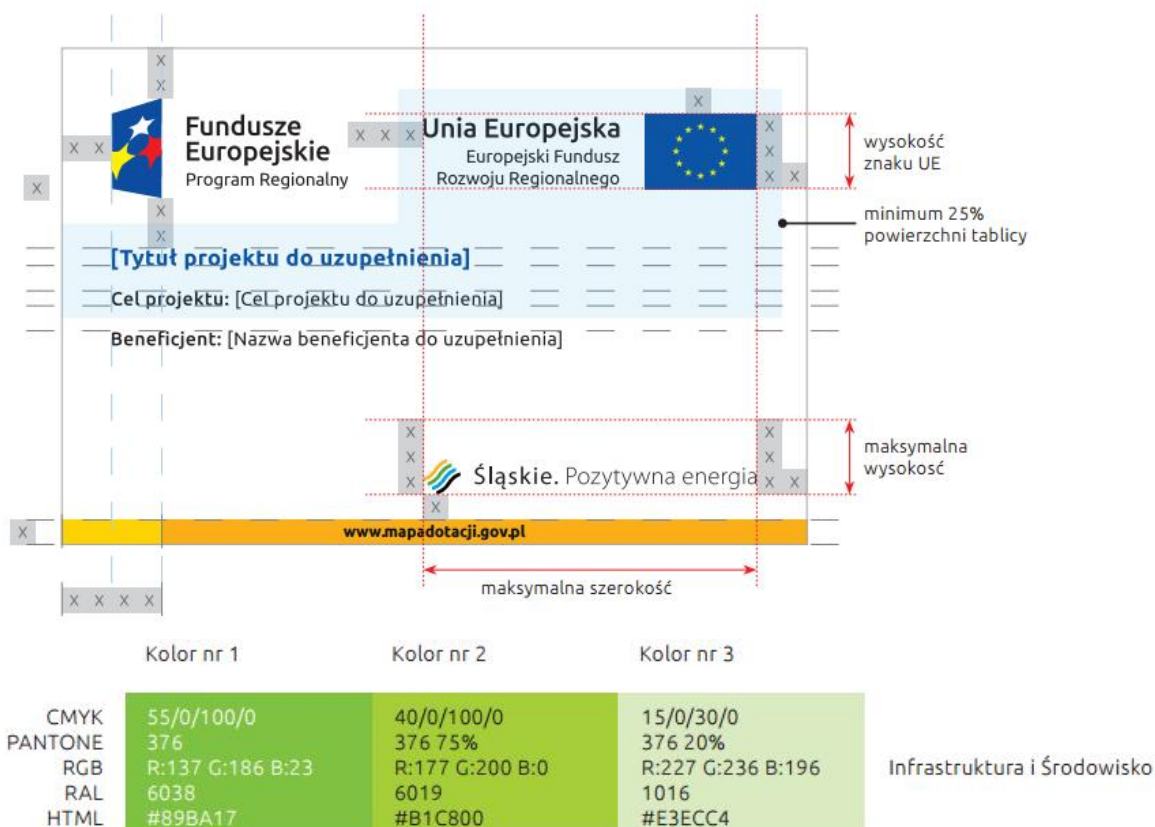 X
X
Fundusze
Europejskie
Program Regionalny
X X
X
X
X
X X X
Unia Europejska
Europejski Fundusz
Rozwoju Regionalnego
X
X
X
X X
wysokość
znaku UE
minimum 25%
powierzchni tablicy
[Tytuł projektu do uzupełnienia]
Cel projektu: [Cel projektu do uzupełnienia]
Beneficjent: [Nazwa beneficjenta do uzupełnienia]
X
X
X
X
Śląskie. Pozytywna energia
X
X
X X
maksymalna
wysokosć
X
www.mapadotacji.gov.pl
maksymalna szerokość
X X X X
Kolor nr 1 Kolor nr 2 Kolor nr 3
CMYK 55/0/100/0 40/0/100/0 15/0/30/0
PANTONE 376 376 75% 376 20%
RGB R:137 G:186 B:23 R:177 G:200 B:0 R:227 G:236 B:196 Infrastruktura i Środowisko
RAL 6038 6019 1016
HTML #89BA17 #B1C800 #E3ECC4